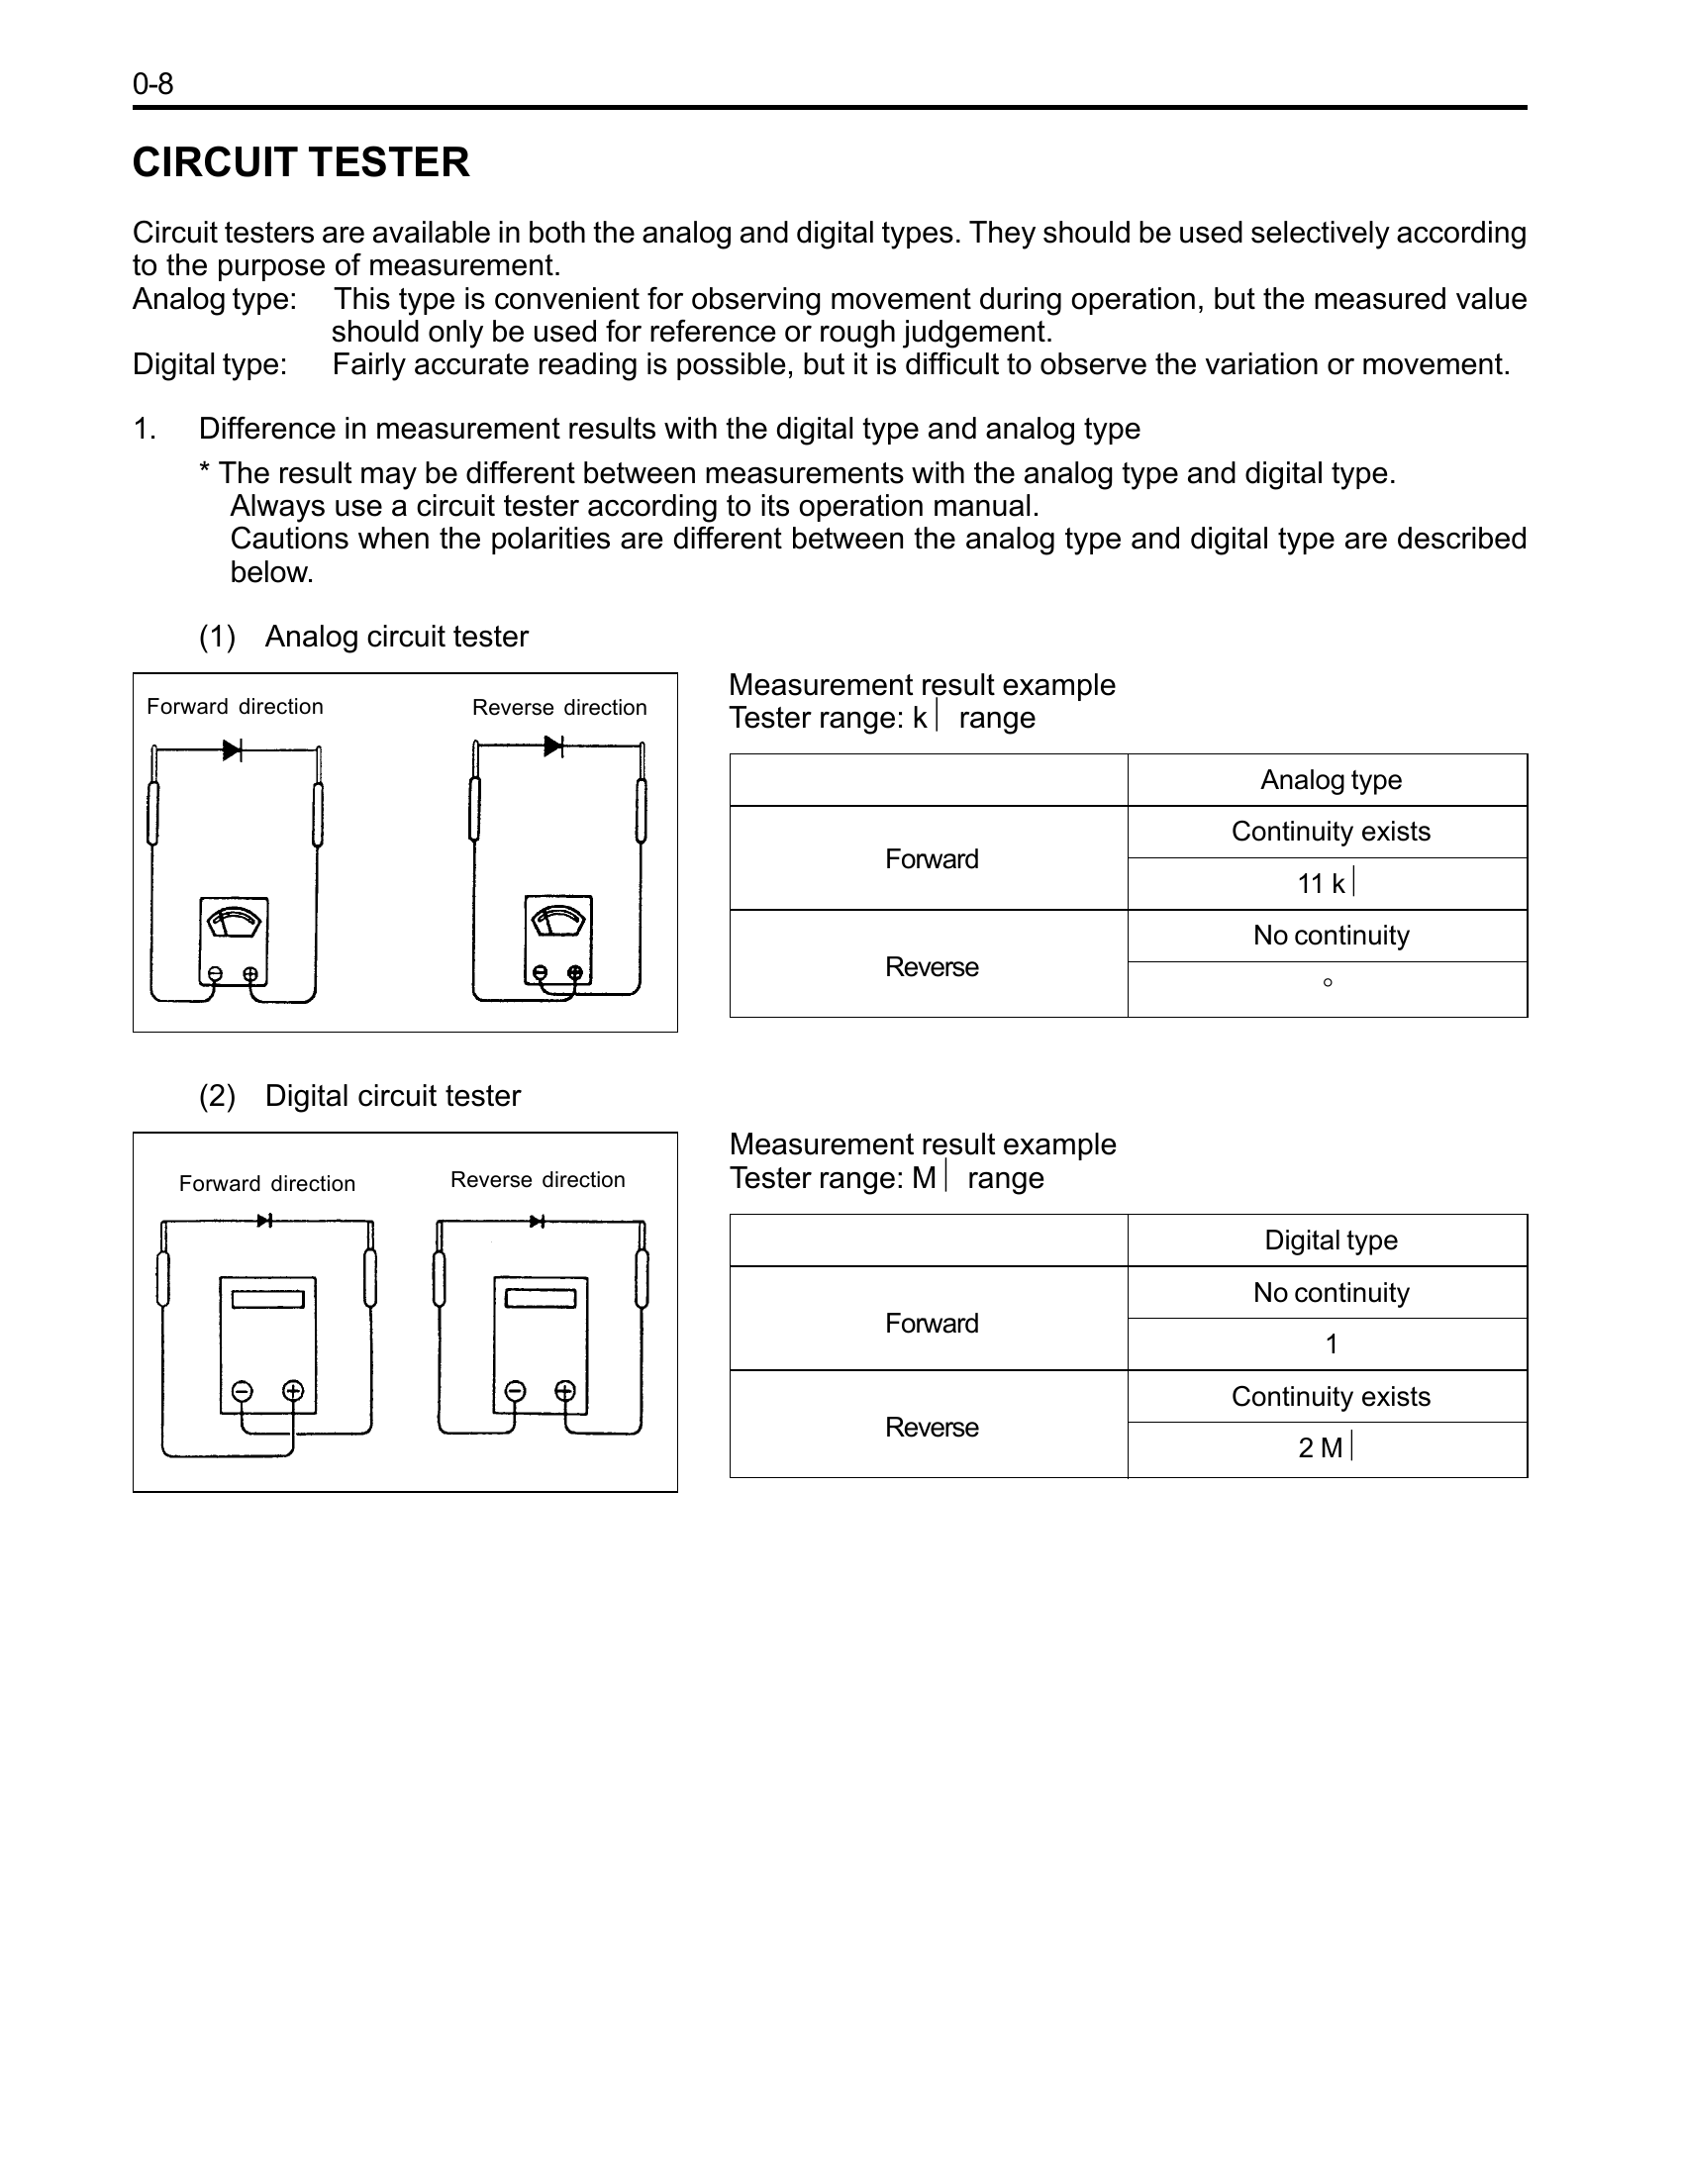 0-8
CIRCUIT TESTER
Circuit testers are available in both the analog and digital types. They should be used selectively according
to the purpose of measurement.
Analog type: This type is convenient for observing movement during operation, but the measured value
should only be used for reference or rough judgement.
Digital type: Fairly accurate reading is possible, but it is difficult to observe the variation or movement.
1. Difference in measurement results with the digital type and analog type
* The result may be different between measurements with the analog type and digital type.
Always use a circuit tester according to its operation manual.
Cautions when the polarities are different between the analog type and digital type are described
below.
(1) Analog circuit tester
Forward direction
Reverse direction
Measurement result example
Tester range: k⏐ range
Analog type
Forward
Continuity exists
11 k⏐
Reverse
No continuity
°
(2) Digital circuit tester
Forward direction
Reverse direction
Measurement result example
Tester range: M⏐ range
Digital type
Forward
No continuity
1
Reverse
Continuity exists
2 M⏐